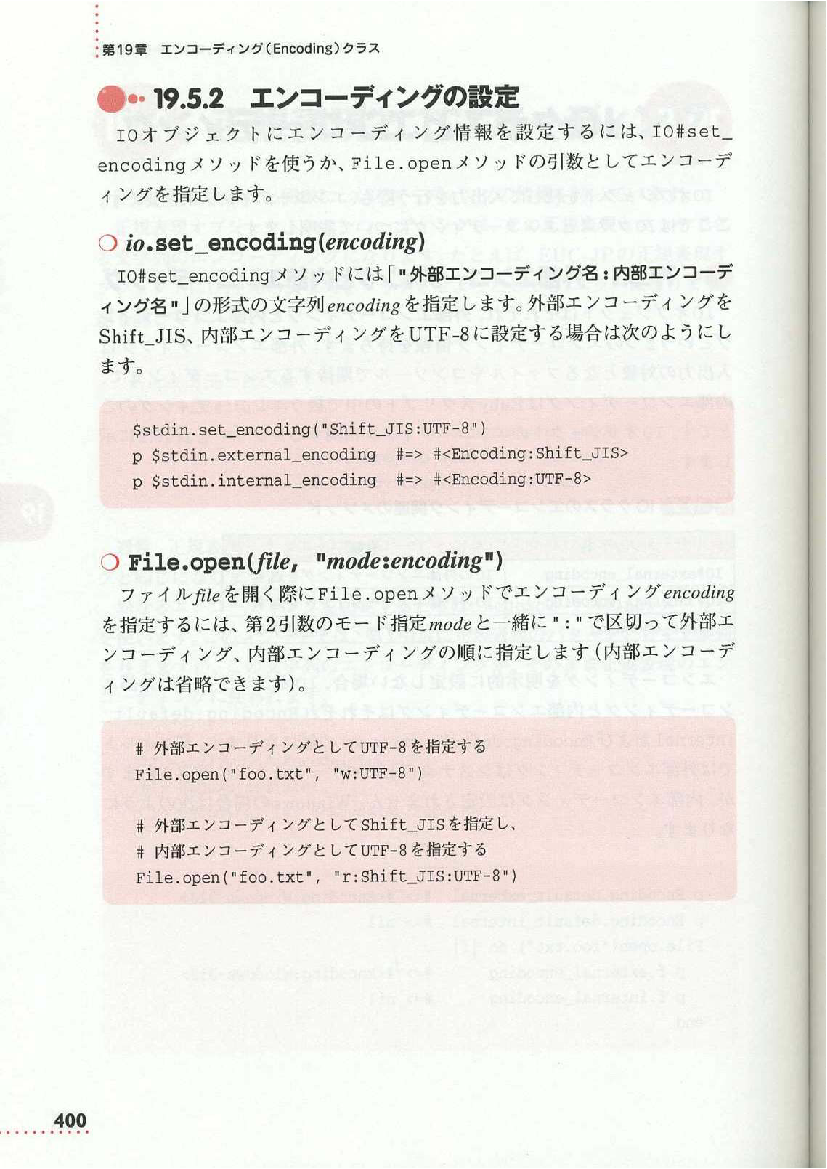 第19章 エンコーディング(Encoding)クラス
19.5.2 エンコーディングの設定
IOオブジェクトにエンコーディング情報を設定するには、IO#set_
encodingメソッドを使うか、File.openメソッドの引数としてエンコーデ
ィングを指定します。
io.set_encoding(encoding)
IO#set_encodingメソッドには「"外部エンコーディング名:内部エンコーデ
ィング名"」の形式の文字列encodingを指定します。外部エンコーディングを
Shift_JIS、内部エンコーディングをUTF-8に設定する場合は次のようにし
ます。
$stdin.set_encoding("Shift_JIS:UTF-8")
p $stdin.external_encoding #=> #<Encoding:Shift_JIS>
p $stdin.internal_encoding #=> #<Encoding:UTF-8>
File.open(file, "mode:encoding")
ファイルfileを開く際にFile.openメソッドでエンコーディングencoding
を指定するには、第2引数のモード指定modeと一緒に":"で区切って外部エ
ンコーディング、内部エンコーディングの順に指定します(内部エンコーデ
ィングは省略できます)。
# 外部エンコーディングとしてUTF-8を指定する
File.open("foo.txt", "w:UTF-8")
# 外部エンコーディングとしてShift_JISを指定し、
# 内部エンコーディングとしてUTF-8を指定する
File.open("foo.txt", "r:Shift_JIS:UTF-8")
400